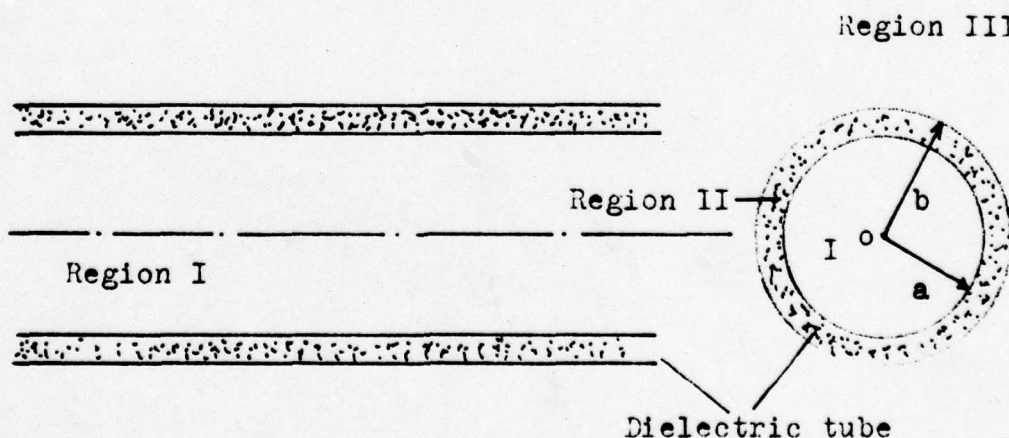 Region III
Region II
b
I
o
Region I
a
Dielectric tube